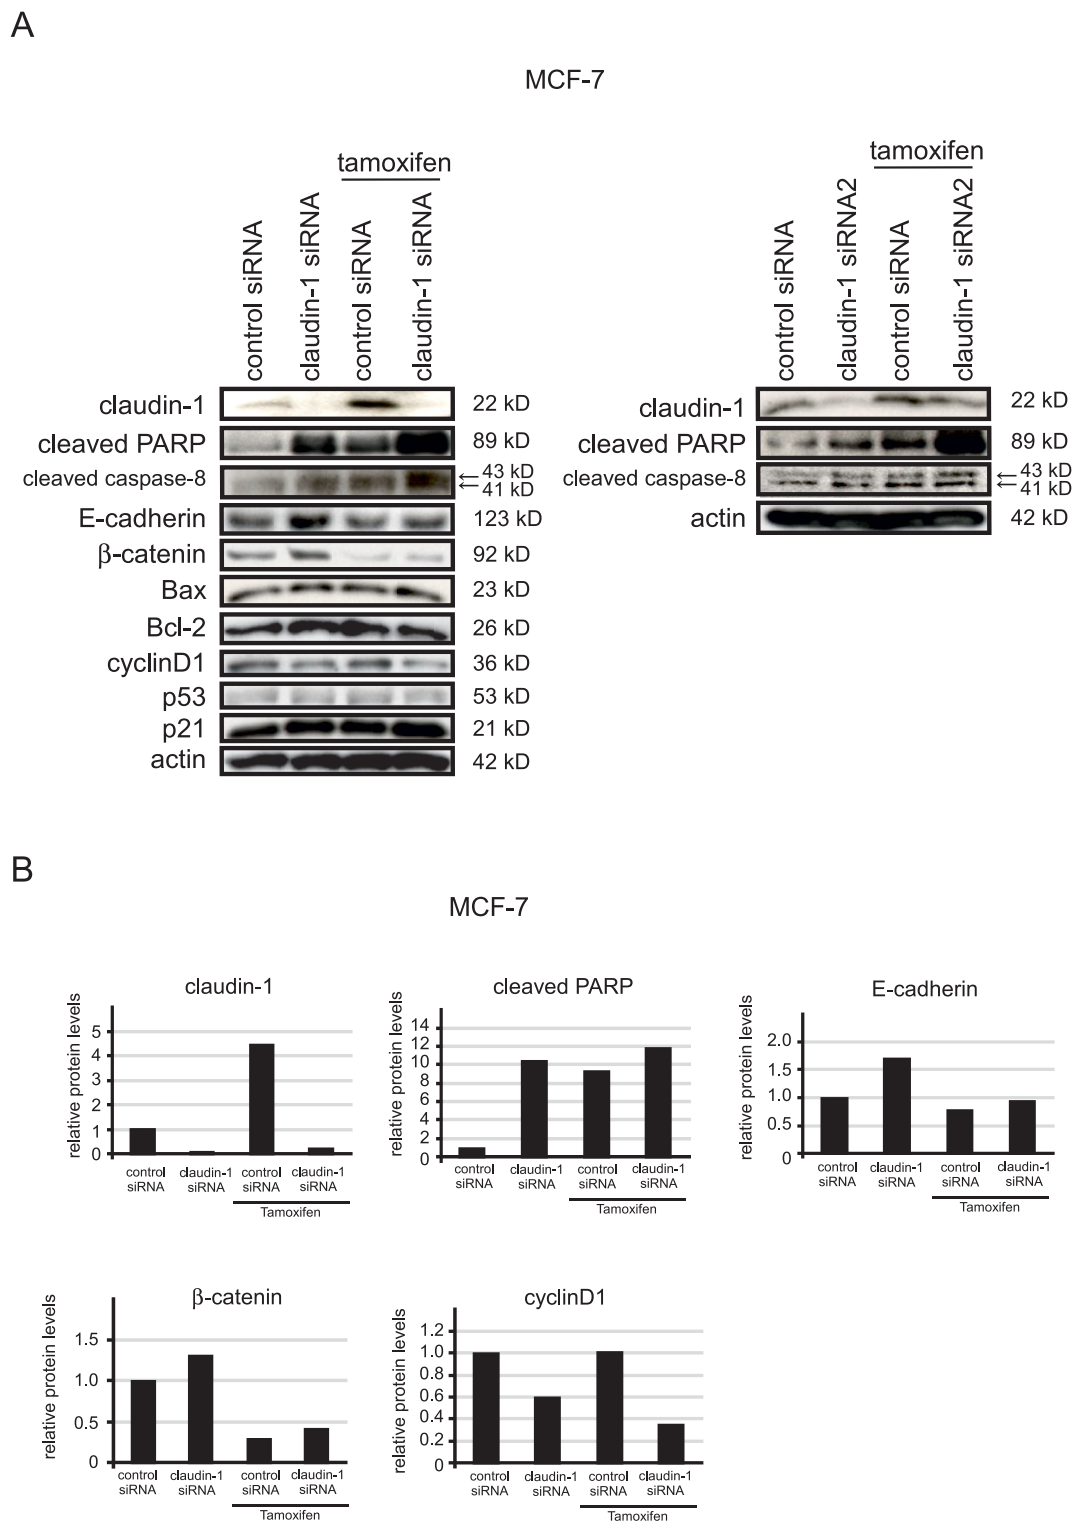 A
MCF-7
tamoxifen
control siRNA
claudin-1 siRNA
control siRNA
claudin-1 siRNA
claudin-1 22 kD
cleaved PARP 89 kD
cleaved caspase-8 ← 43 kD
← 41 kD
E-cadherin 123 kD
β-catenin 92 kD
Bax 23 kD
Bcl-2 26 kD
cyclinD1 36 kD
p53 53 kD
p21 21 kD
actin 42 kD
tamoxifen
control siRNA
claudin-1 siRNA2
control siRNA
claudin-1 siRNA2
claudin-1 22 kD
cleaved PARP 89 kD
cleaved caspase-8 ← 43 kD
← 41 kD
actin 42 kD
B
MCF-7
claudin-1
relative protein levels
5
4
3
2
1
0
control siRNA
claudin-1 siRNA
control siRNA
claudin-1 siRNA
Tamoxifen
cleaved PARP
relative protein levels
14
12
10
8
6
4
2
0
control siRNA
claudin-1 siRNA
control siRNA
claudin-1 siRNA
Tamoxifen
E-cadherin
relative protein levels
2.0
1.5
1.0
0.5
0
control siRNA
claudin-1 siRNA
control siRNA
claudin-1 siRNA
Tamoxifen
β-catenin
relative protein levels
1.5
1.0
0.5
0
control siRNA
claudin-1 siRNA
control siRNA
claudin-1 siRNA
Tamoxifen
cyclinD1
relative protein levels
1.2
1.0
0.8
0.6
0.4
0.2
0
control siRNA
claudin-1 siRNA
control siRNA
claudin-1 siRNA
Tamoxifen